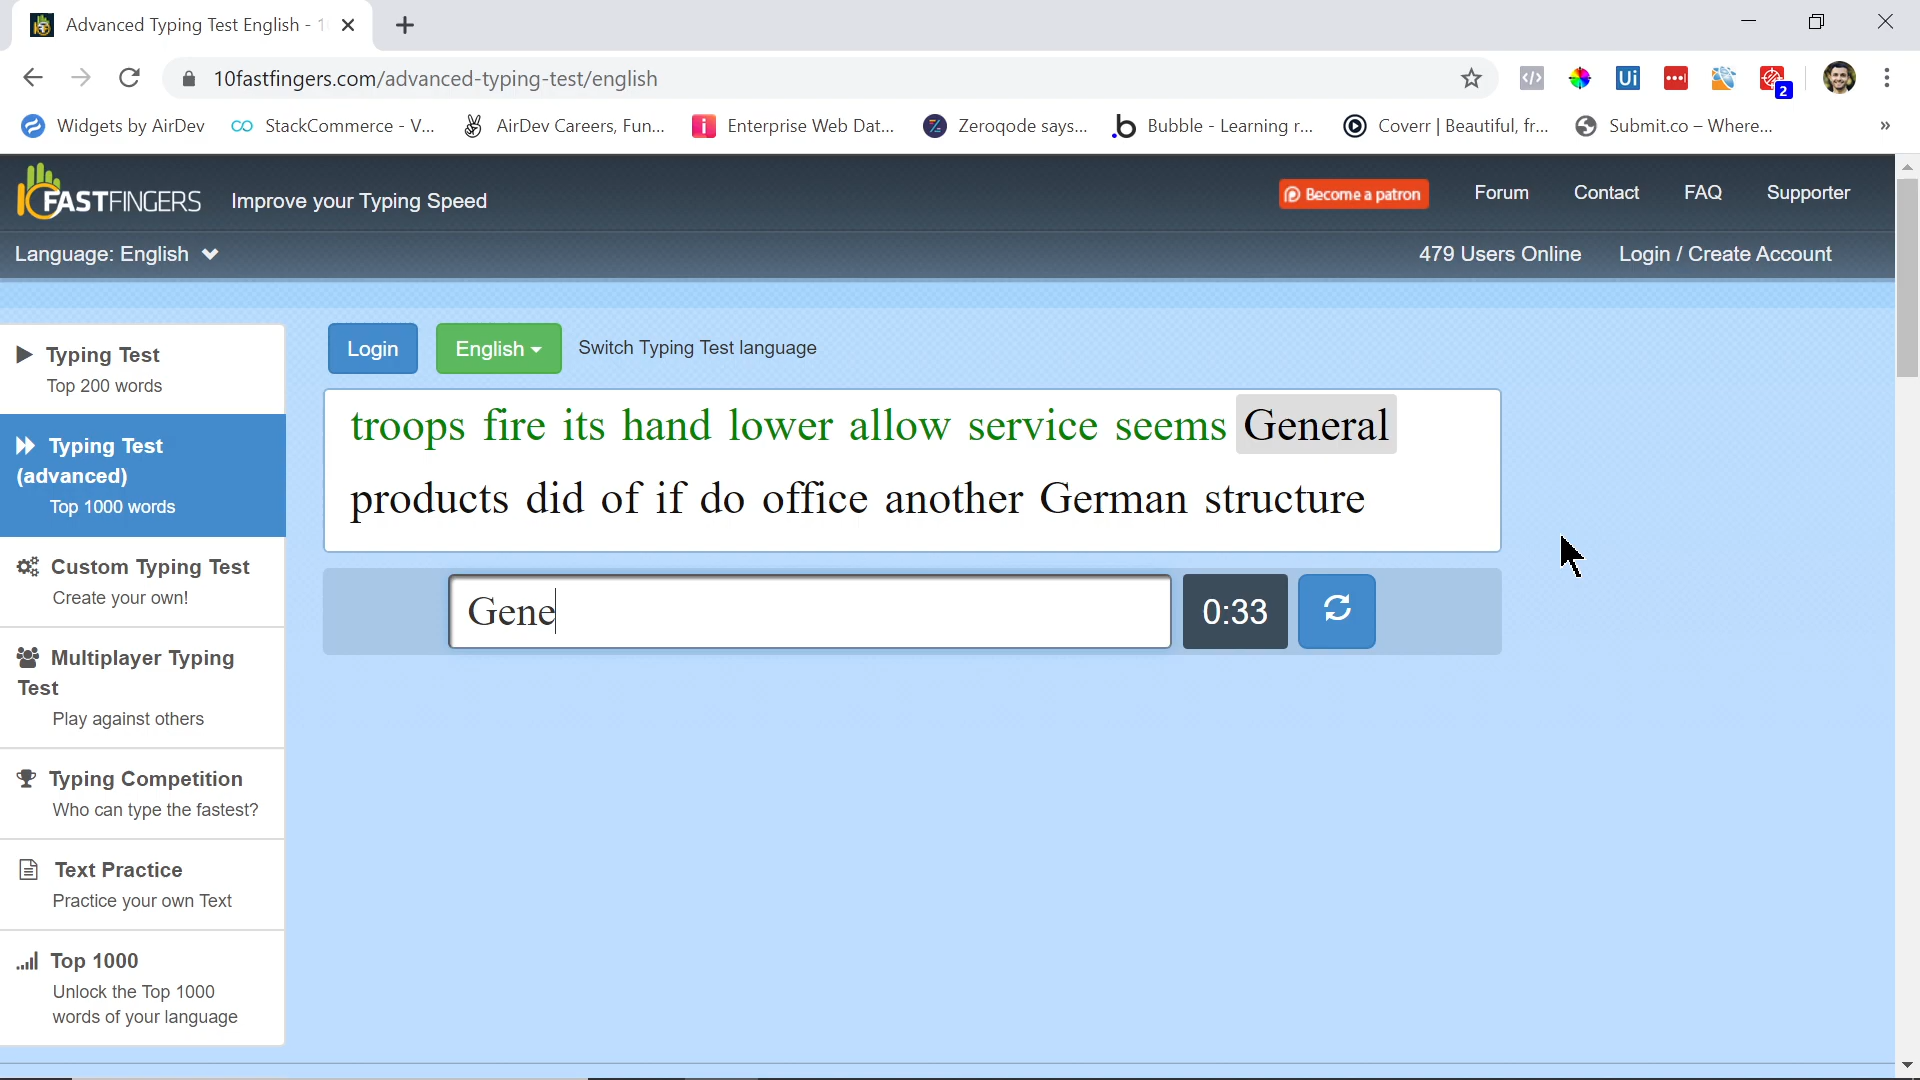 Advanced Typing Test English - 1
10fastfingers.com/advanced-typing-test/english
2
Widgets by AirDev StackCommerce - V... AirDev Careers, Fun... Enterprise Web Dat... Zeroqode says... Bubble - Learning r... Coverr | Beautiful, fr... Submit.co – Where... »
10FASTFINGERS Improve your Typing Speed Become a patron Forum Contact FAQ Supporter
Language: English 479 Users Online Login / Create Account
Login English Switch Typing Test language
Typing Test
Top 200 words
Typing Test
(advanced)
Top 1000 words
Custom Typing Test
Create your own!
Multiplayer Typing
Test
Play against others
Typing Competition
Who can type the fastest?
Text Practice
Practice your own Text
Top 1000
Unlock the Top 1000
words of your language
troops fire its hand lower allow service seems General
products did of if do office another German structure
Gene 0:33